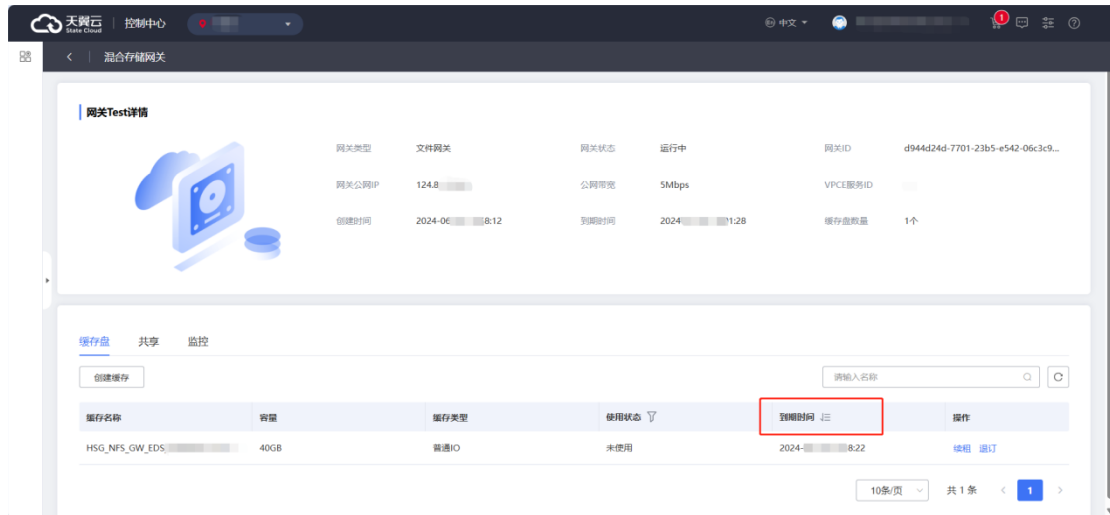 天翼云 State Cloud 控制中心 中文 1
混合存储网关
网关Test详情
网关类型 文件网关 网关状态 运行中 网关ID d944d24d-7701-23b5-e542-06c3c9...
网关公网IP 124.8 公网带宽 5Mbps VPCE服务ID
创建时间 2024-06 8:12 到期时间 2024 1:28 缓存盘数量 1个
缓存盘 共享 监控
创建缓存 请输入名称
缓存名称 容量 缓存类型 使用状态 到期时间 操作
HSG_NFS_GW_EDS 40GB 普通IO 未使用 2024- 8:22 续租 退订
10条/页 共 1 条 1